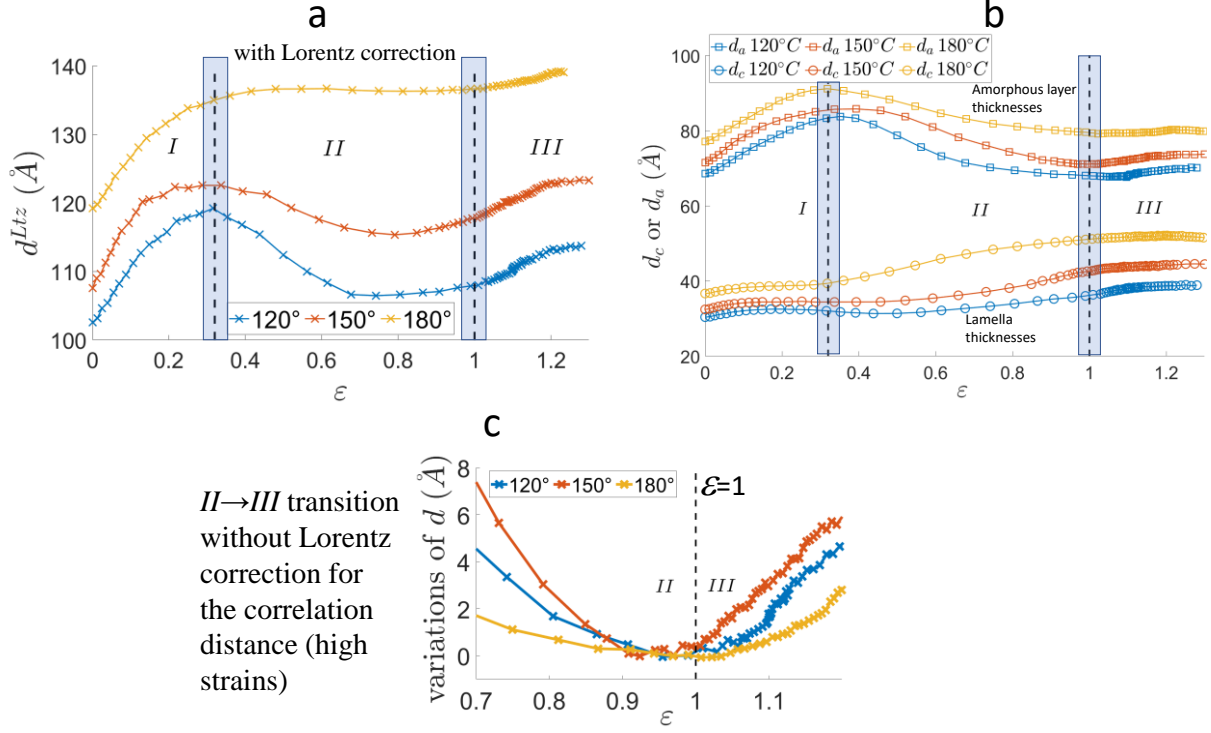 a
with Lorentz correction
140
135
130
120
110
100
d^{Ltz} (Å)
I
II
III
120° 150° 180°
0 0.2 0.4 0.6 0.8 1 1.2
ε
b
d_a 120°C d_a 150°C d_a 180°C
d_c 120°C d_c 150°C d_c 180°C
100
80
60
40
20
d_c or d_a (Å)
Amorphous layer
thicknesses
I
II
III
Lamella
thicknesses
0 0.2 0.4 0.6 0.8 1 1.2
ε
c
II→III transition
without Lorentz
correction for
the correlation
distance (high
strains)
8
6
4
2
0
variations of d (Å)
120° 150° 180°
ℰ=1
II
III
0.7 0.8 0.9 1 1.1
ε